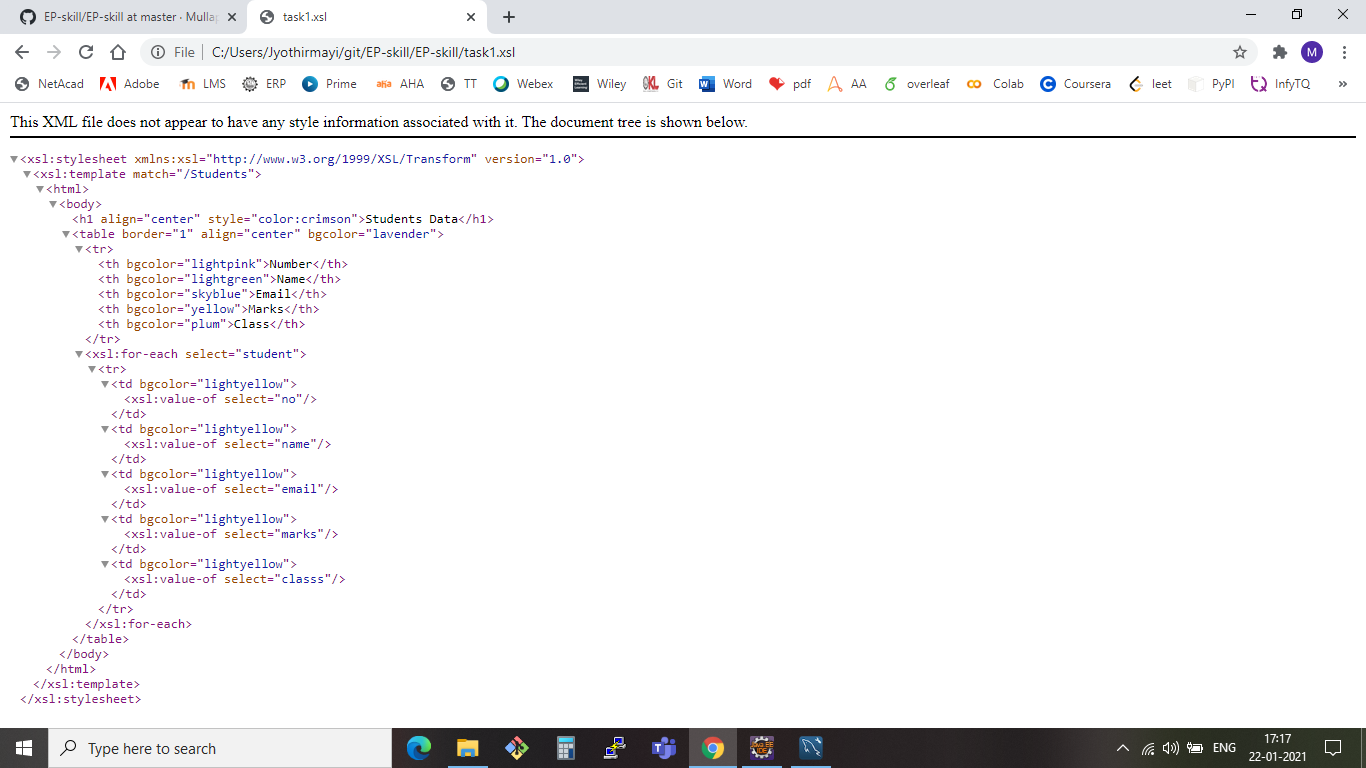 EP-skill/EP-skill at master · Mulla
task1.xsl
File
C:/Users/Jyothirmayi/git/EP-skill/EP-skill/task1.xsl
M
NetAcad Adobe LMS ERP Prime AHA TT Webex Wiley Git Word pdf AA overleaf Colab Coursera leet PyPI InfyTQ »
This XML file does not appear to have any style information associated with it. The document tree is shown below.
<xsl:stylesheet xmlns:xsl="http://www.w3.org/1999/XSL/Transform" version="1.0">
<xsl:template match="/Students">
<html>
<body>
<h1 align="center" style="color:crimson">Students Data</h1>
<table border="1" align="center" bgcolor="lavender">
<tr>
<th bgcolor="lightpink">Number</th>
<th bgcolor="lightgreen">Name</th>
<th bgcolor="skyblue">Email</th>
<th bgcolor="yellow">Marks</th>
<th bgcolor="plum">Class</th>
</tr>
<xsl:for-each select="student">
<tr>
<td bgcolor="lightyellow">
<xsl:value-of select="no"/>
</td>
<td bgcolor="lightyellow">
<xsl:value-of select="name"/>
</td>
<td bgcolor="lightyellow">
<xsl:value-of select="email"/>
</td>
<td bgcolor="lightyellow">
<xsl:value-of select="marks"/>
</td>
<td bgcolor="lightyellow">
<xsl:value-of select="classs"/>
</td>
</tr>
</xsl:for-each>
</table>
</body>
</html>
</xsl:template>
</xsl:stylesheet>
Type here to search
ENG
17:17
22-01-2021